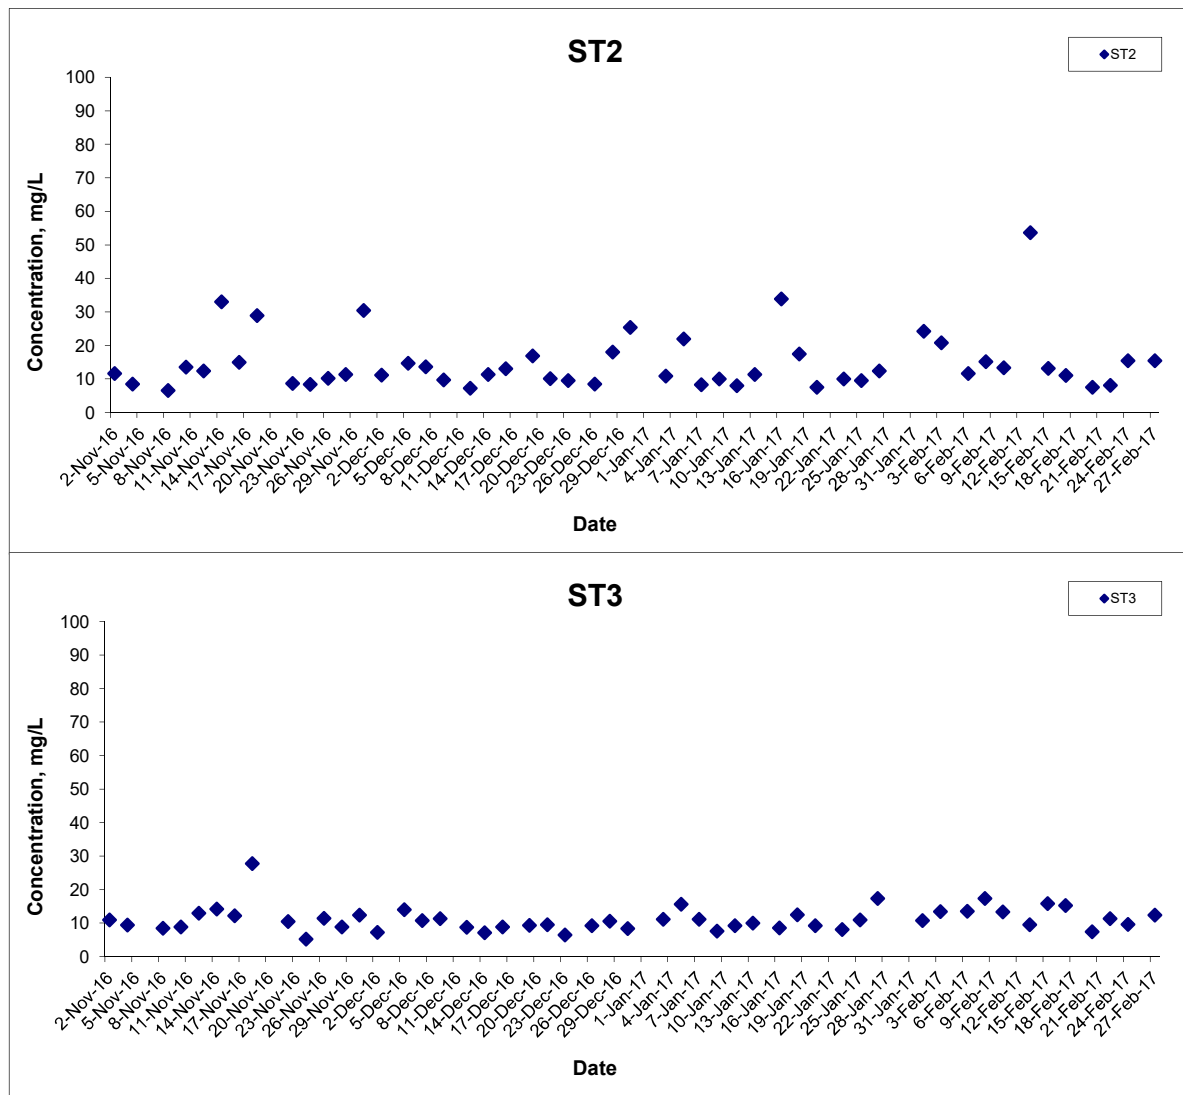 ST2
ST2
100
90
80
70
60
50
40
30
20
10
0
Concentration, mg/L
2-Nov-16
5-Nov-16
8-Nov-16
11-Nov-16
14-Nov-16
17-Nov-16
20-Nov-16
23-Nov-16
26-Nov-16
29-Nov-16
2-Dec-16
5-Dec-16
8-Dec-16
11-Dec-16
14-Dec-16
17-Dec-16
20-Dec-16
23-Dec-16
26-Dec-16
29-Dec-16
1-Jan-17
4-Jan-17
7-Jan-17
10-Jan-17
13-Jan-17
16-Jan-17
19-Jan-17
22-Jan-17
25-Jan-17
28-Jan-17
31-Jan-17
3-Feb-17
6-Feb-17
9-Feb-17
12-Feb-17
15-Feb-17
18-Feb-17
21-Feb-17
24-Feb-17
27-Feb-17
Date
ST3
ST3
100
90
80
70
60
50
40
30
20
10
0
Concentration, mg/L
2-Nov-16
5-Nov-16
8-Nov-16
11-Nov-16
14-Nov-16
17-Nov-16
20-Nov-16
23-Nov-16
26-Nov-16
29-Nov-16
2-Dec-16
5-Dec-16
8-Dec-16
11-Dec-16
14-Dec-16
17-Dec-16
20-Dec-16
23-Dec-16
26-Dec-16
29-Dec-16
1-Jan-17
4-Jan-17
7-Jan-17
10-Jan-17
13-Jan-17
16-Jan-17
19-Jan-17
22-Jan-17
25-Jan-17
28-Jan-17
31-Jan-17
3-Feb-17
6-Feb-17
9-Feb-17
12-Feb-17
15-Feb-17
18-Feb-17
21-Feb-17
24-Feb-17
27-Feb-17
Date